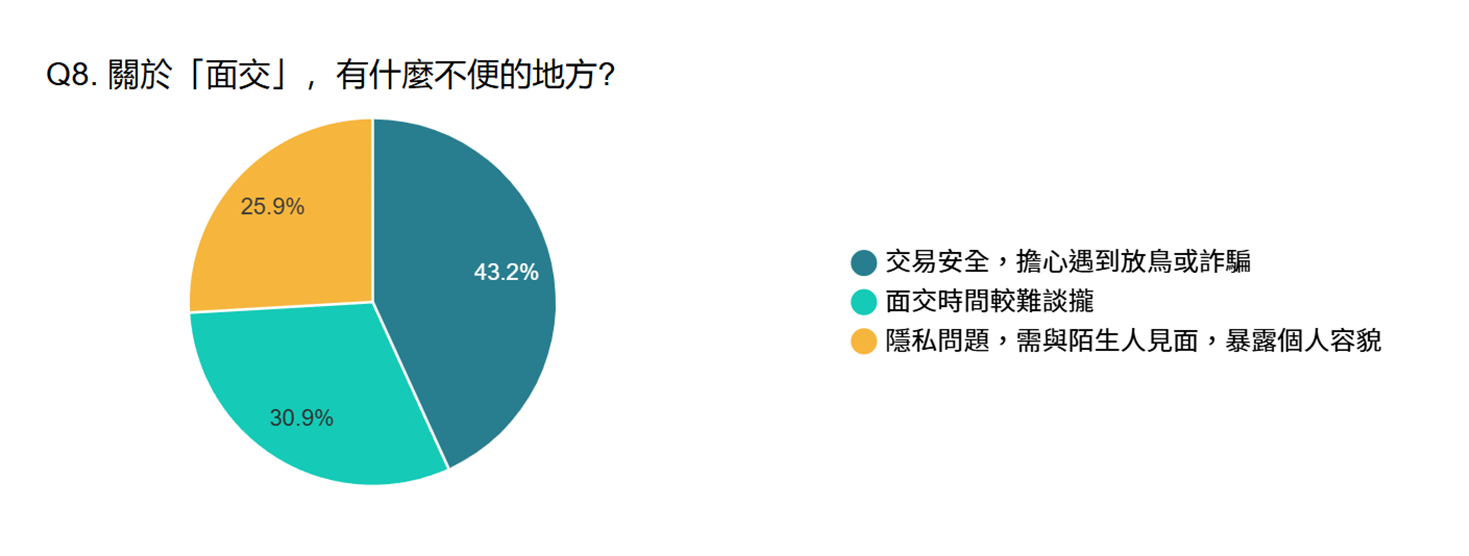 Q8. 關於「面交」, 有什麼不便的地方?
25.9%
43.2%
30.9%
交易安全，擔心遇到放鳥或詐騙
面交時間較難談攏
隱私問題，需與陌生人見面，暴露個人容貌